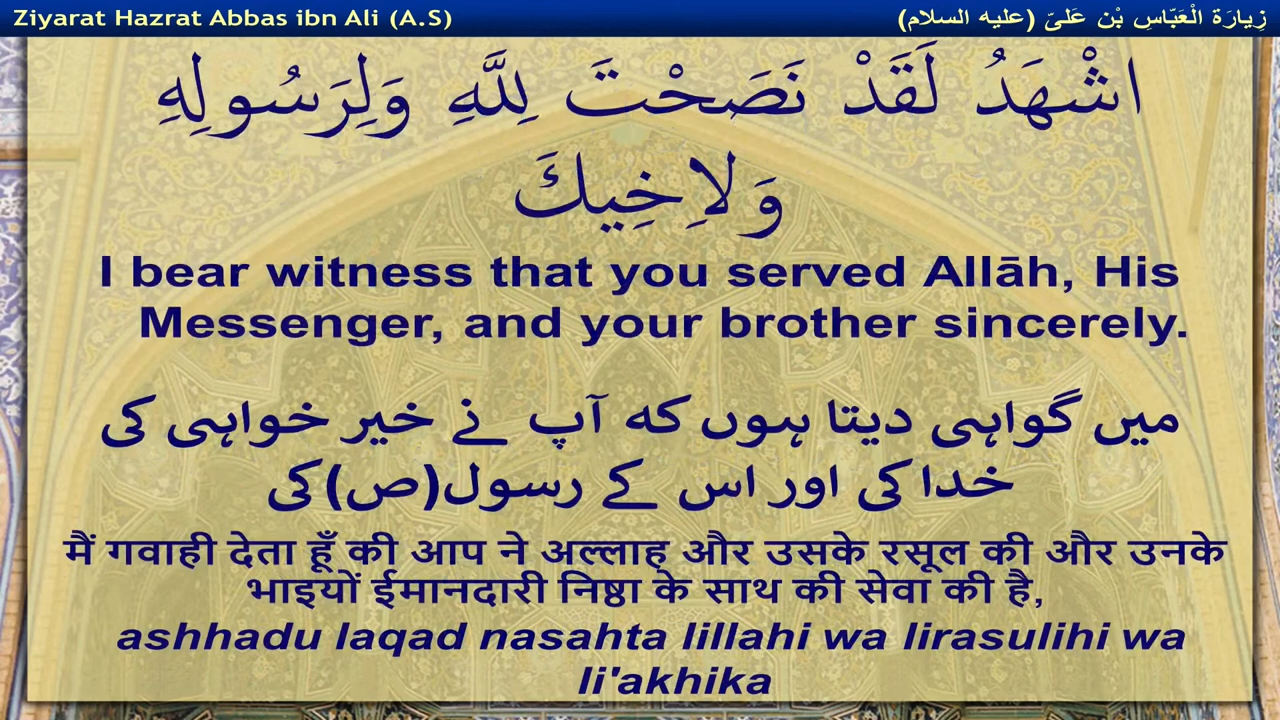 Ziyarat Hazrat Abbas ibn Ali (A.S)
زِيارَة الْعَبّاسِ بْن عَلىّ (عليه السلام)
اشْهَدُ لَقَدْ نَصَحْتَ لِلَّهِ وَلِرَسُولِهِ
وَلاِخِيكَ
I bear witness that you served Allāh, His
Messenger, and your brother sincerely.
میں گواہی دیتا ہوں کہ آپ نے خیر خواہی کی
خدا کی اور اس کے رسول(ص)کی
मैं गवाही देता हूँ की आप ने अल्लाह और उसके रसूल की और उनके
भाइयों ईमानदारी निष्ठा के साथ की सेवा की है,
ashhadu laqad nasahta lillahi wa lirasulihi wa
li'akhika